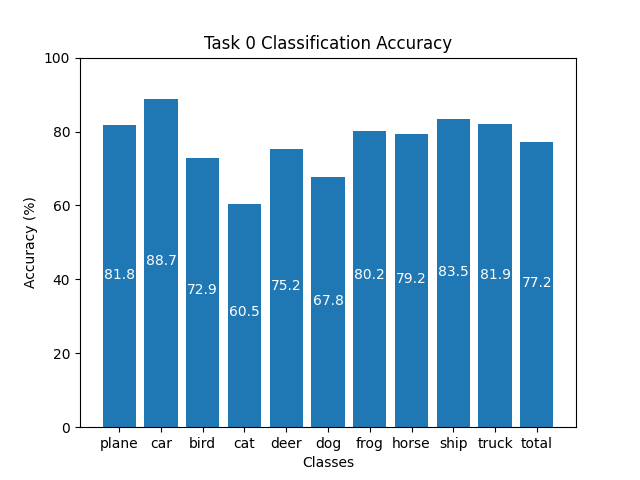 Task 0 Classification Accuracy
100
80
60
40
20
0
Accuracy (%)
81.8 88.7 72.9 60.5 75.2 67.8 80.2 79.2 83.5 81.9 77.2
plane car bird cat deer dog frog horse ship truck total
Classes